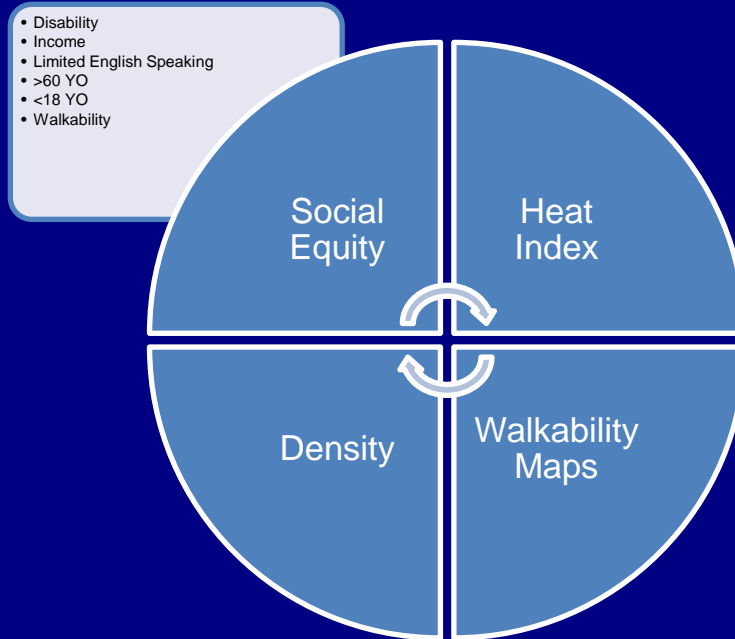 • Disability
• Income
• Limited English Speaking
• >60 YO
• <18 YO
• Walkability
Social
Equity
Heat
Index
Density
Walkability
Maps